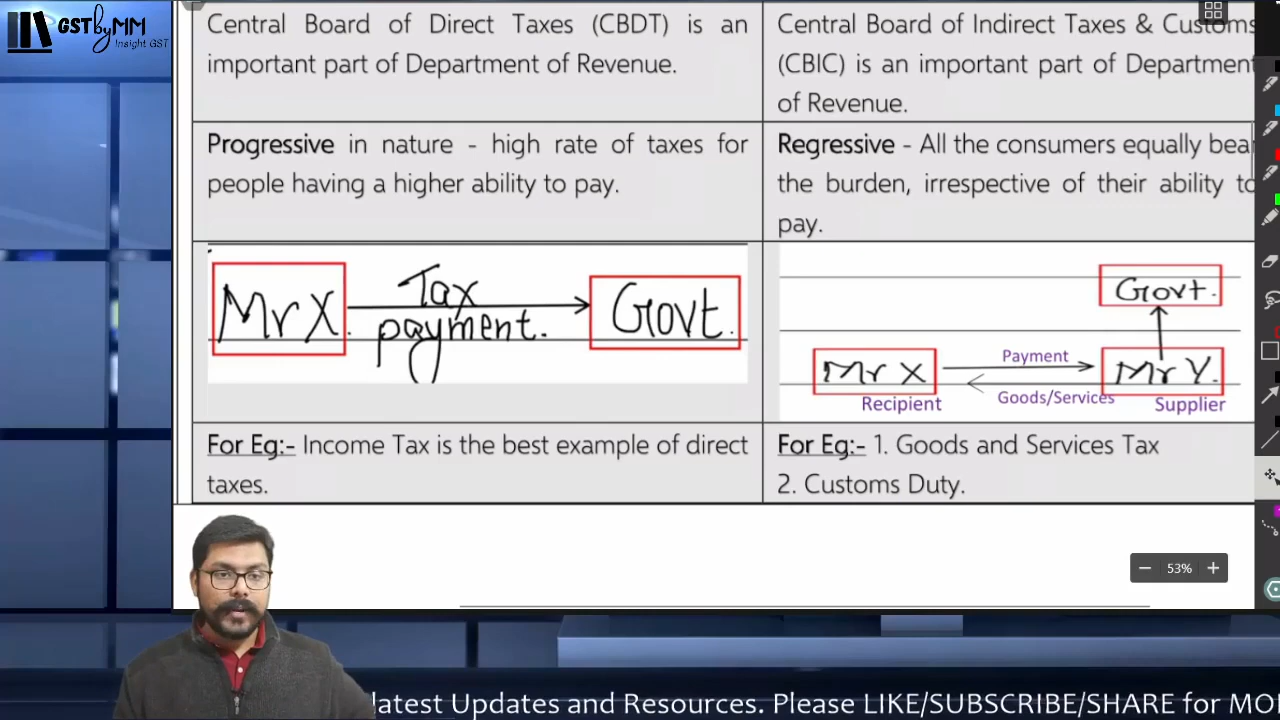 GSTbyMM
Insight GST
Central Board of Direct Taxes (CBDT) is an
important part of Department of Revenue.
Central Board of Indirect Taxes & Customs
(CBIC) is an important part of Department
of Revenue.
Progressive in nature - high rate of taxes for
people having a higher ability to pay.
Regressive - All the consumers equally bear
the burden, irrespective of their ability to
pay.
Mr X.
Tax
payment.
Govt.
Govt.
Mr X
Payment
Goods/Services
Mr Y.
Recipient
Supplier
For Eg:- Income Tax is the best example of direct
taxes.
For Eg:- 1. Goods and Services Tax
2. Customs Duty.
53%
latest Updates and Resources. Please LIKE/SUBSCRIBE/SHARE for MO